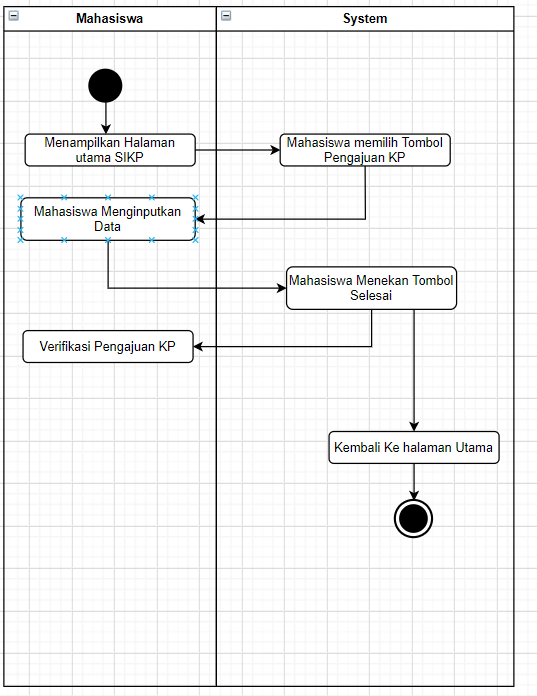 Mahasiswa
System
Menampilkan Halaman
utama SIKP
Mahasiswa memilih Tombol
Pengajuan KP
Mahasiswa Menginputkan
Data
Mahasiswa Menekan Tombol
Selesai
Verifikasi Pengajuan KP
Kembali Ke halaman Utama